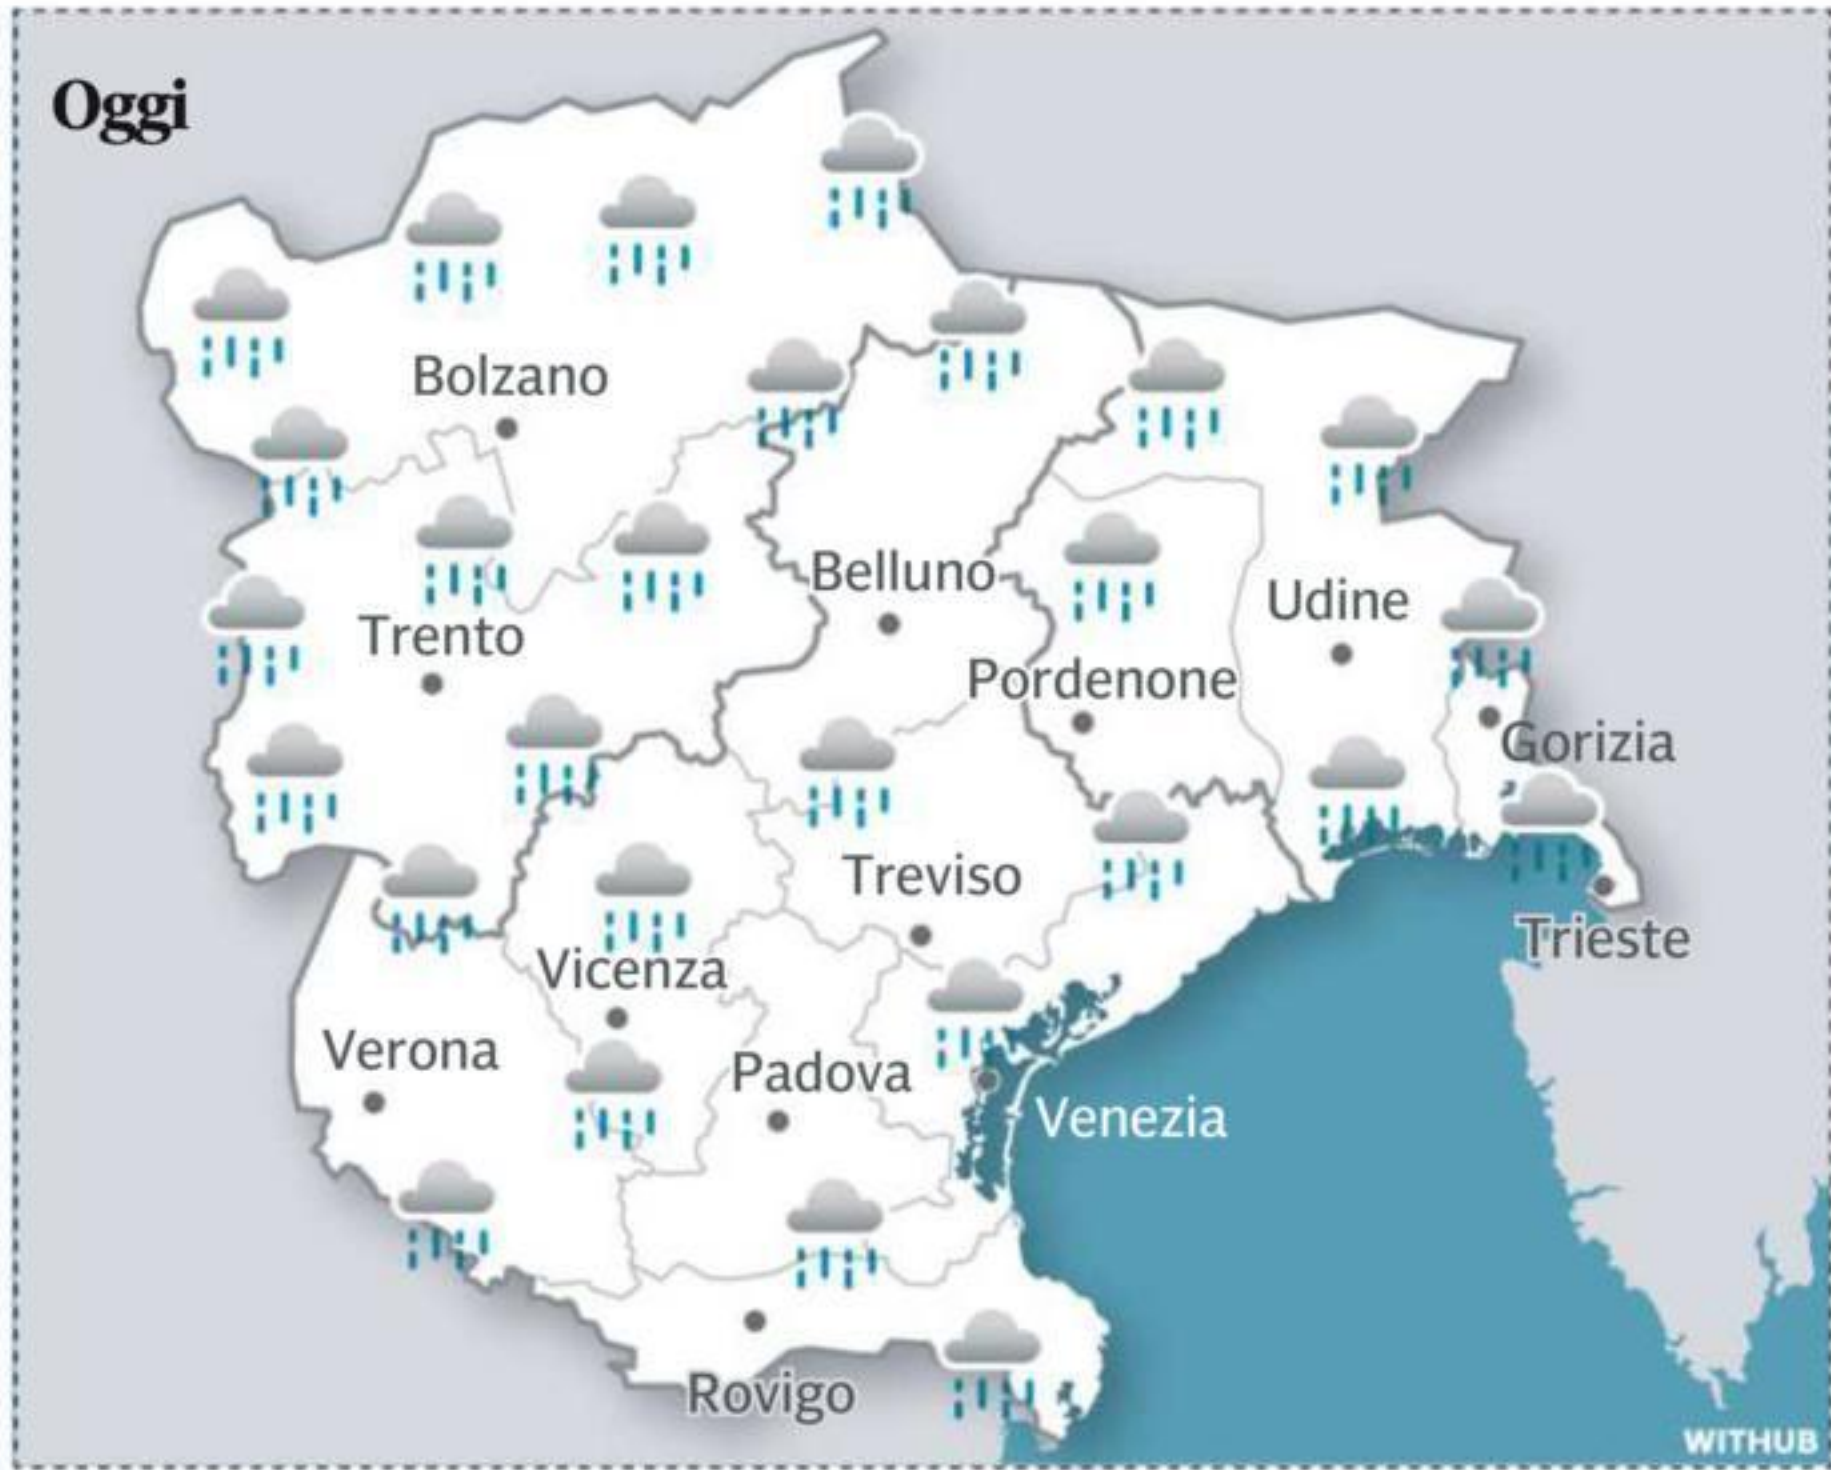 Oggi
Bolzano
Belluno
Udine
Trento
Pordenone
Gorizia
Treviso
Trieste
Vicenza
Verona
Padova
Venezia
Rovigo
WITHUB